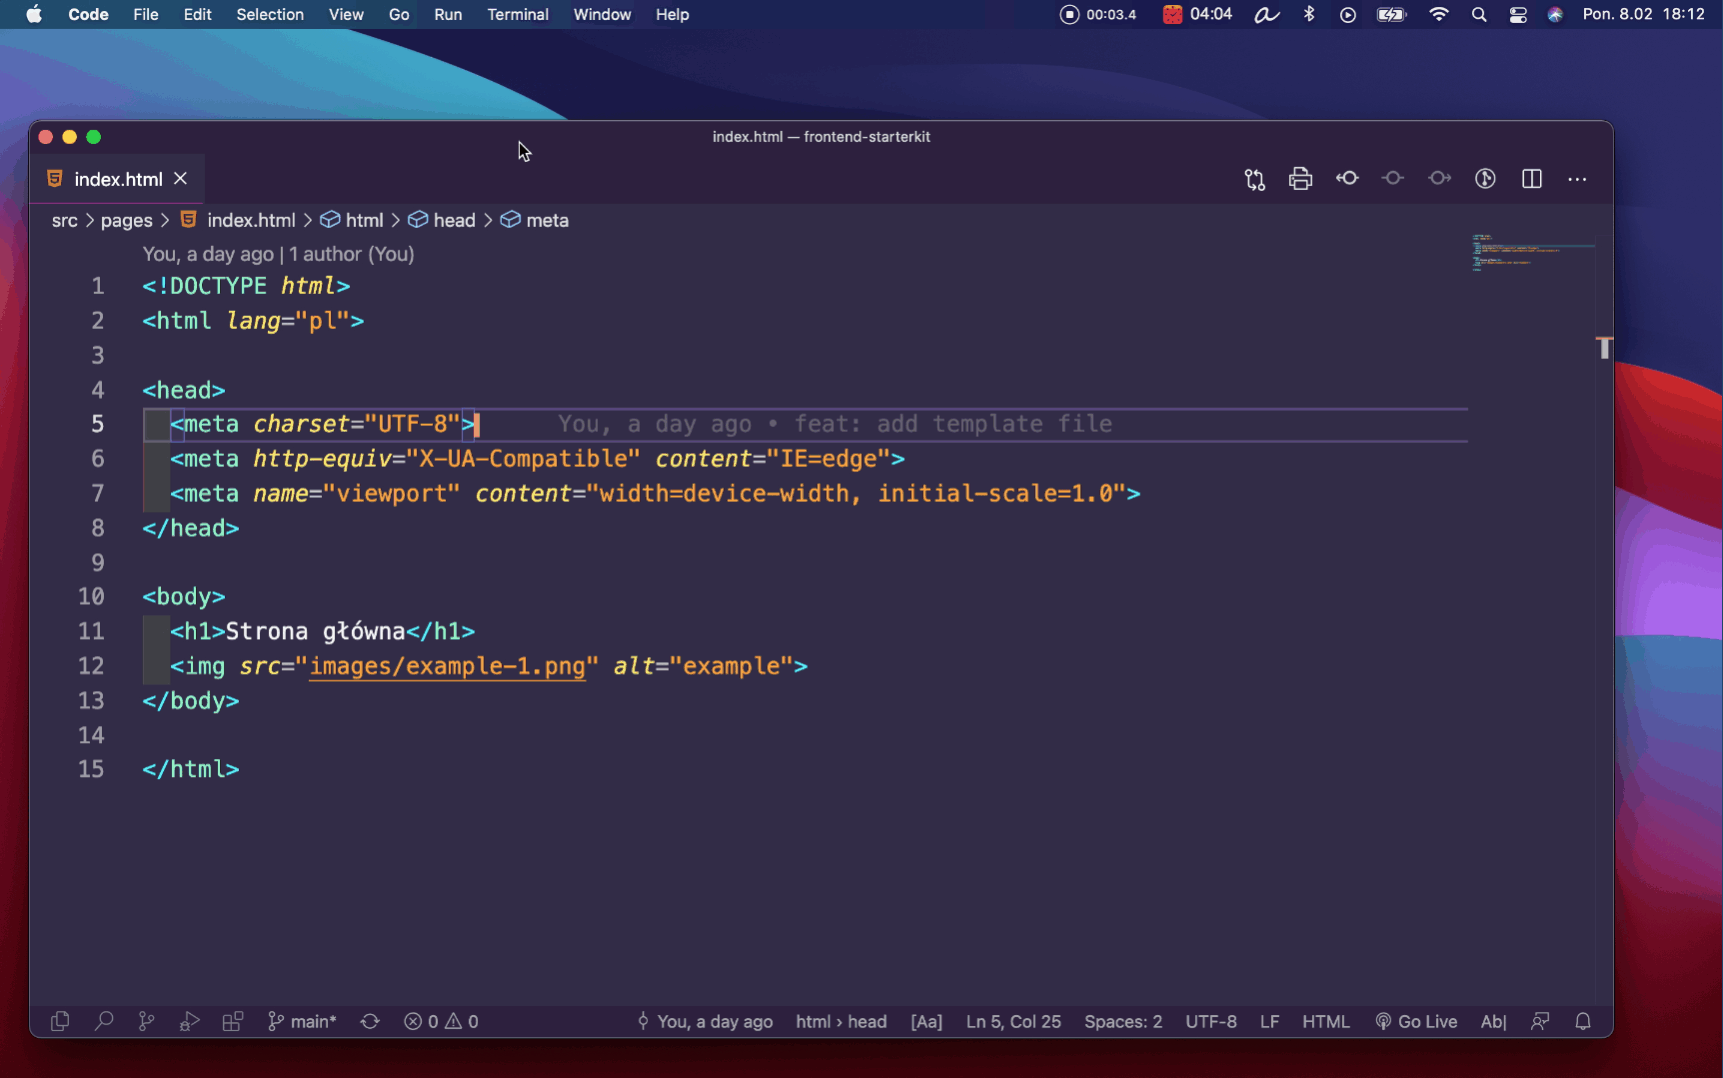 Code File Edit Selection View Go Run Terminal Window Help 00:03.4 04:04 Pon. 8.02 18:12
index.html — frontend-starterkit
index.html
src > pages > index.html > html > head > meta
You, a day ago | 1 author (You)
1 <!DOCTYPE html>
2 <html lang="pl">
3
4 <head>
5 <meta charset="UTF-8"> You, a day ago • feat: add template file
6 <meta http-equiv="X-UA-Compatible" content="IE=edge">
7 <meta name="viewport" content="width=device-width, initial-scale=1.0">
8 </head>
9
10 <body>
11 <h1>Strona główna</h1>
12 <img src="images/example-1.png" alt="example">
13 </body>
14
15 </html>
main* 0 0 You, a day ago html › head [Aa] Ln 5, Col 25 Spaces: 2 UTF-8 LF HTML Go Live Ab|